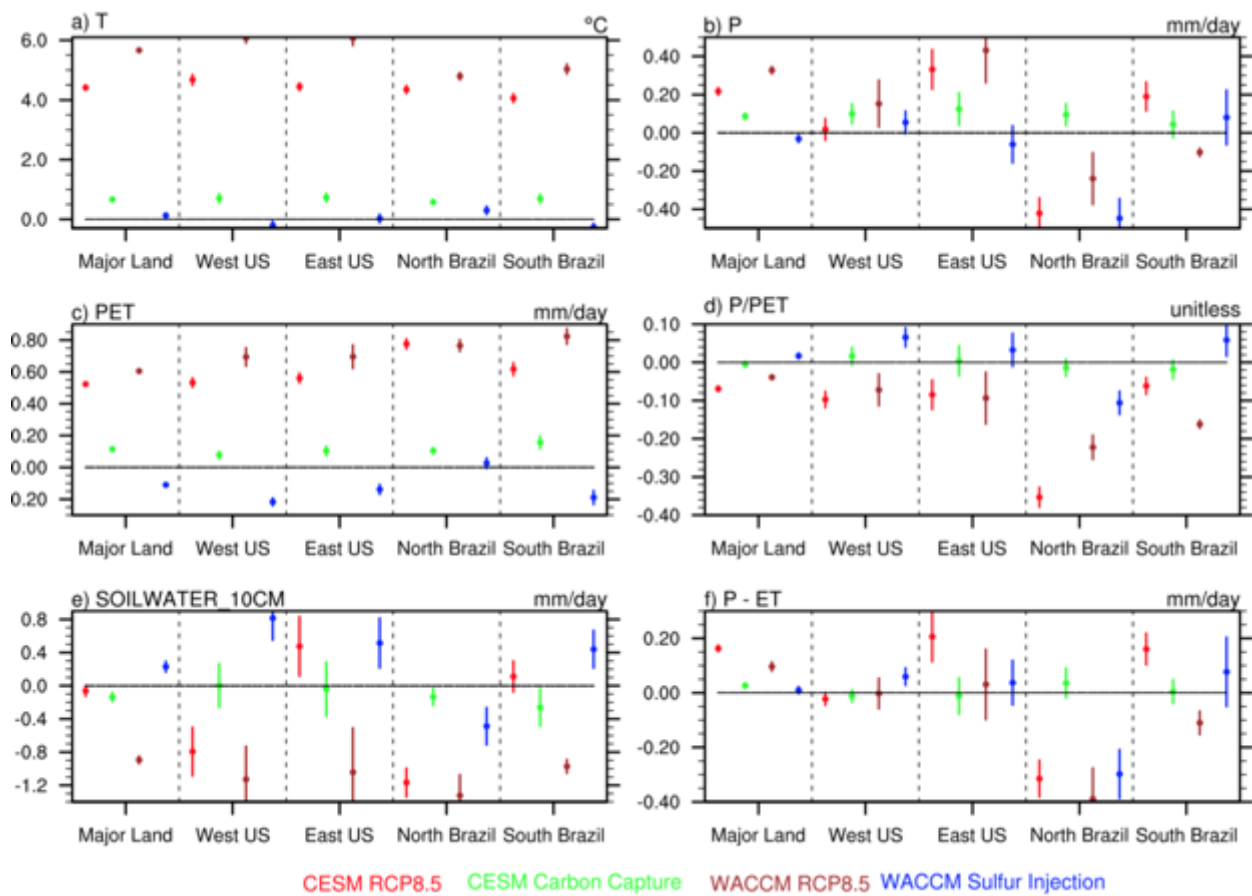 a) T °C
6.0
4.0
2.0
0.0
Major Land West US East US North Brazil South Brazil
b) P mm/day
0.40
0.20
0.00
-0.20
-0.40
Major Land West US East US North Brazil South Brazil
c) PET mm/day
0.80
0.60
0.40
0.20
0.00
0.20
Major Land West US East US North Brazil South Brazil
d) P/PET unitless
0.10
0.00
-0.10
-0.20
-0.30
-0.40
Major Land West US East US North Brazil South Brazil
e) SOILWATER_10CM mm/day
0.8
0.4
0.0
-0.4
-0.8
-1.2
Major Land West US East US North Brazil South Brazil
f) P - ET mm/day
0.20
0.00
-0.20
-0.40
Major Land West US East US North Brazil South Brazil
CESM RCP8.5 CESM Carbon Capture WACCM RCP8.5 WACCM Sulfur Injection